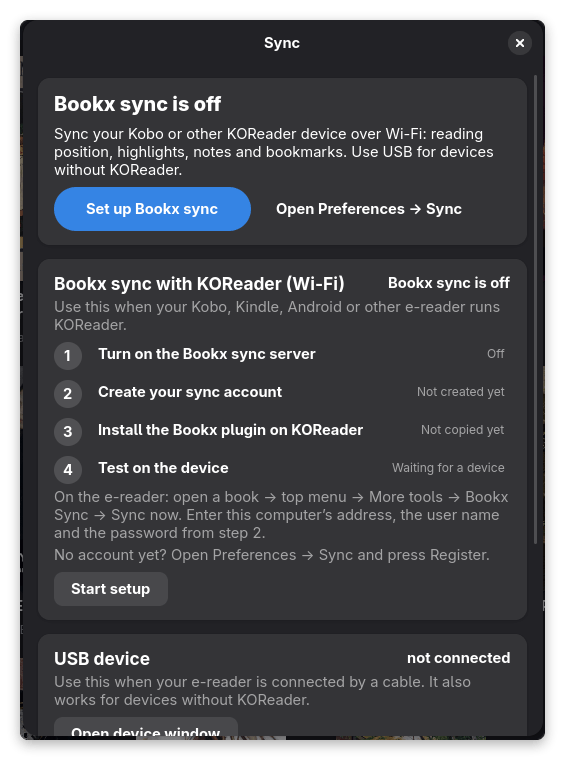 Sync
Bookx sync is off
Sync your Kobo or other KOReader device over Wi-Fi: reading
position, highlights, notes and bookmarks. Use USB for devices
without KOReader.
Set up Bookx sync
Open Preferences → Sync
Bookx sync with KOReader (Wi-Fi)
Bookx sync is off
Use this when your Kobo, Kindle, Android or other e-reader runs
KOReader.
1 Turn on the Bookx sync server Off
2 Create your sync account Not created yet
3 Install the Bookx plugin on KOReader Not copied yet
4 Test on the device Waiting for a device
On the e-reader: open a book → top menu → More tools → Bookx
Sync → Sync now. Enter this computer’s address, the user name
and the password from step 2.
No account yet? Open Preferences → Sync and press Register.
Start setup
USB device
not connected
Use this when your e-reader is connected by a cable. It also
works for devices without KOReader.
Open device window